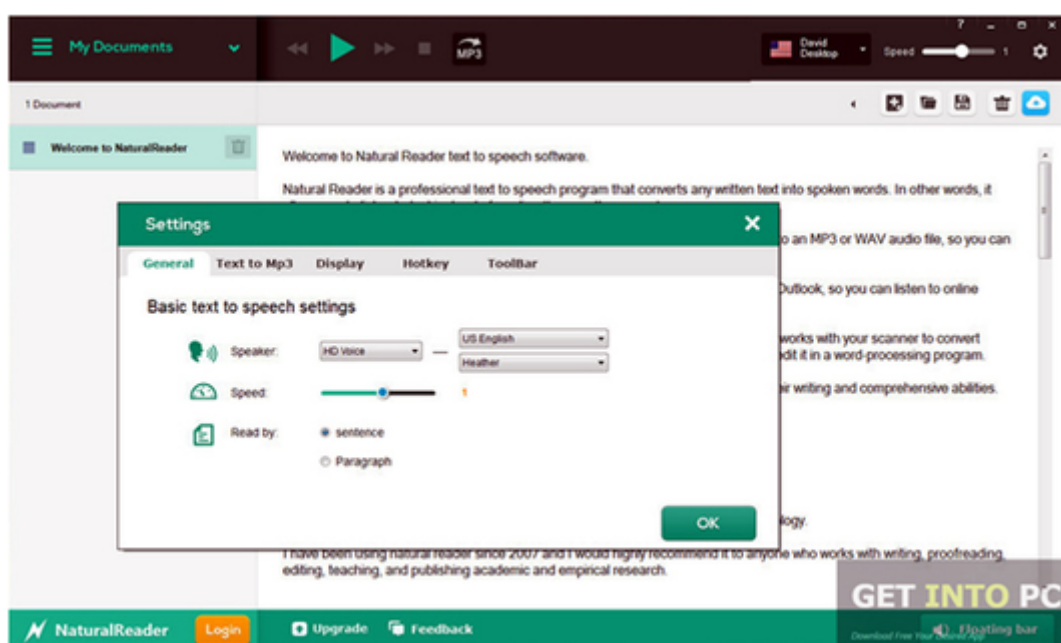 My Documents
MP3
David
Desktop
Speed
1
?
1 Document
Welcome to NaturalReader
Welcome to Natural Reader text to speech software.
Natural Reader is a professional text to speech program that converts any written text into spoken words. In other words, it
o an MP3 or WAV audio file, so you can
Outlook, so you can listen to online
works with your scanner to convert
dit it in a word-processing program.
eir writing and comprehensive abilities.
Settings
General Text to Mp3 Display Hotkey ToolBar
Basic text to speech settings
Speaker: HD Voice — US English
Heather
Speed: 1
Read by: sentence
Paragraph
OK
logy.
I have been using natural reader since 2007 and I would highly recommend it to anyone who works with writing, proofreading,
editing, teaching, and publishing academic and empirical research.
GET INTO PC
Download Free Your Desired App
NaturalReader
Login
Upgrade
Feedback
Floating bar